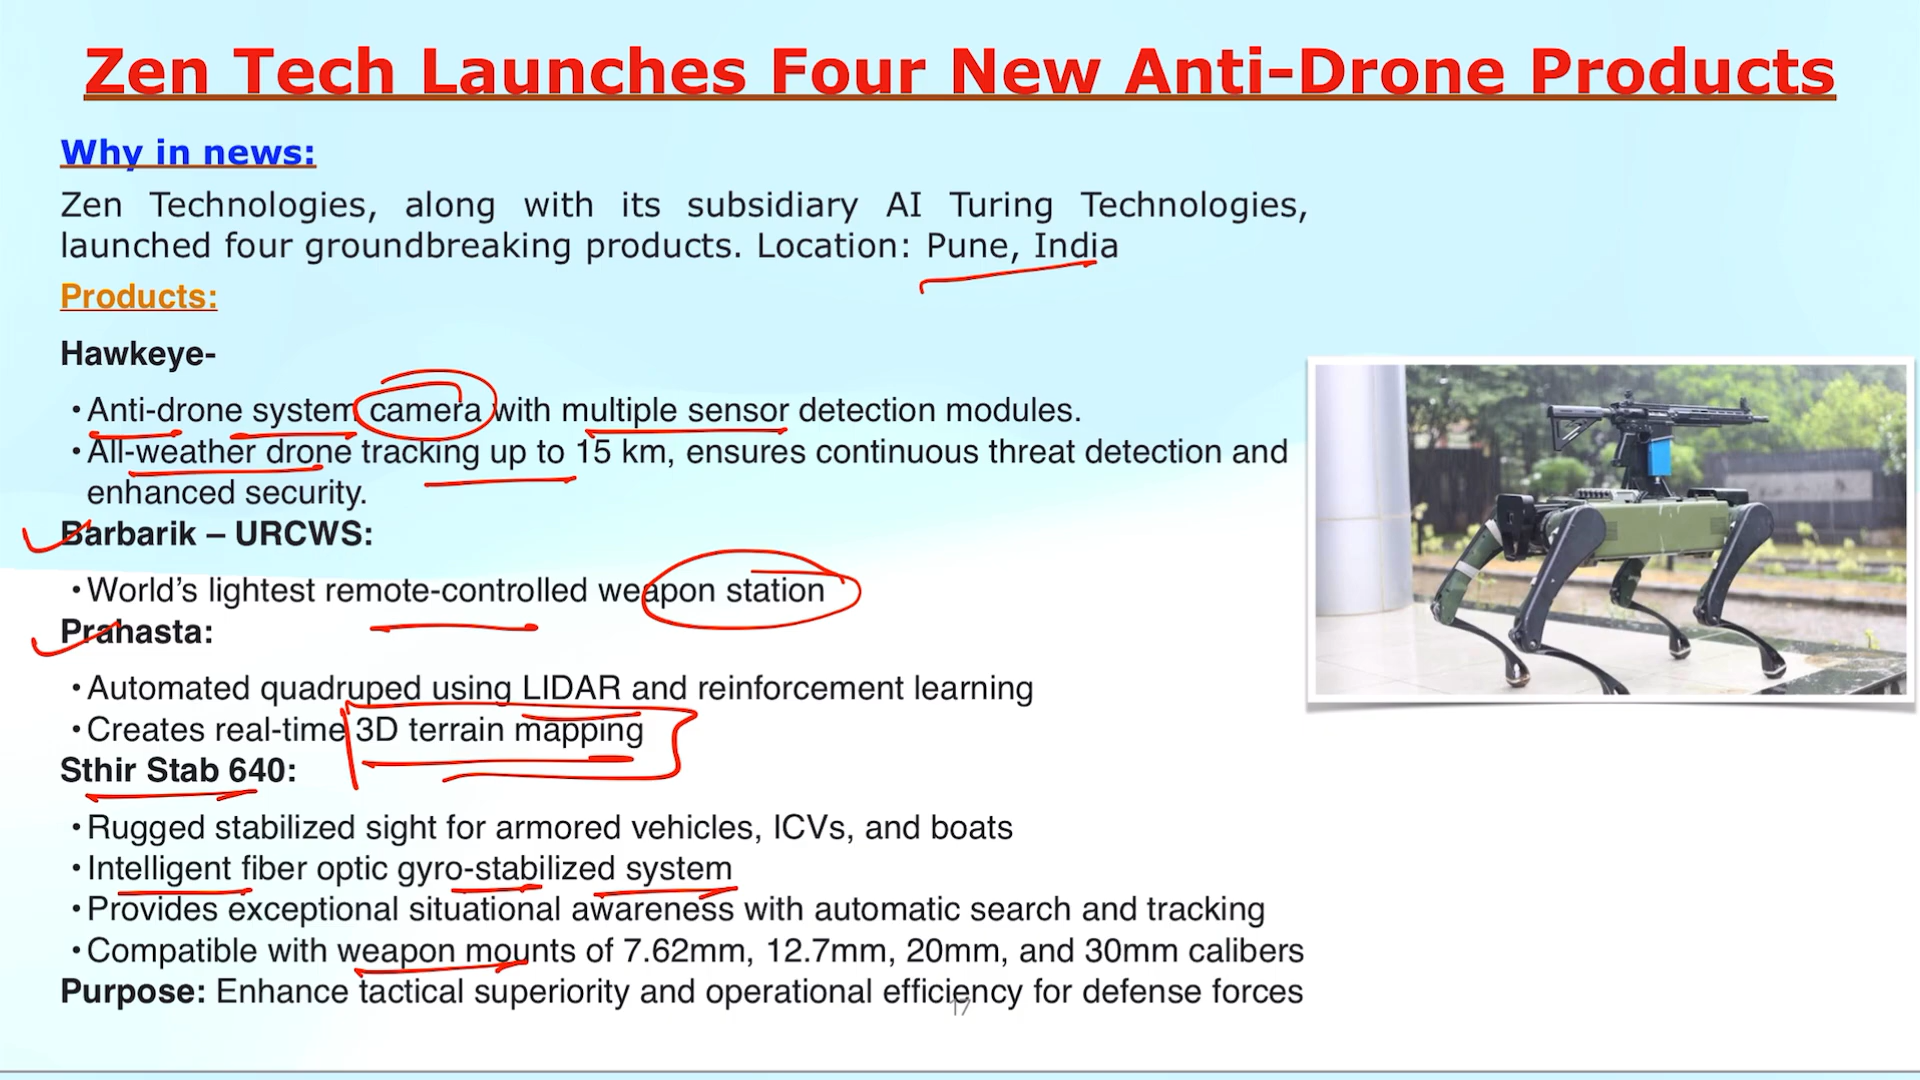 Zen Tech Launches Four New Anti-Drone Products
Why in news:
Zen Technologies, along with its subsidiary AI Turing Technologies,
launched four groundbreaking products. Location: Pune, India
Products:
Hawkeye-
• Anti-drone system camera with multiple sensor detection modules.
• All-weather drone tracking up to 15 km, ensures continuous threat detection and
enhanced security.
Barbarik – URCWS:
• World’s lightest remote-controlled weapon station
Prahasta:
• Automated quadruped using LIDAR and reinforcement learning
• Creates real-time 3D terrain mapping
Sthir Stab 640:
• Rugged stabilized sight for armored vehicles, ICVs, and boats
• Intelligent fiber optic gyro-stabilized system
• Provides exceptional situational awareness with automatic search and tracking
• Compatible with weapon mounts of 7.62mm, 12.7mm, 20mm, and 30mm calibers
Purpose: Enhance tactical superiority and operational efficiency for defense forces
17